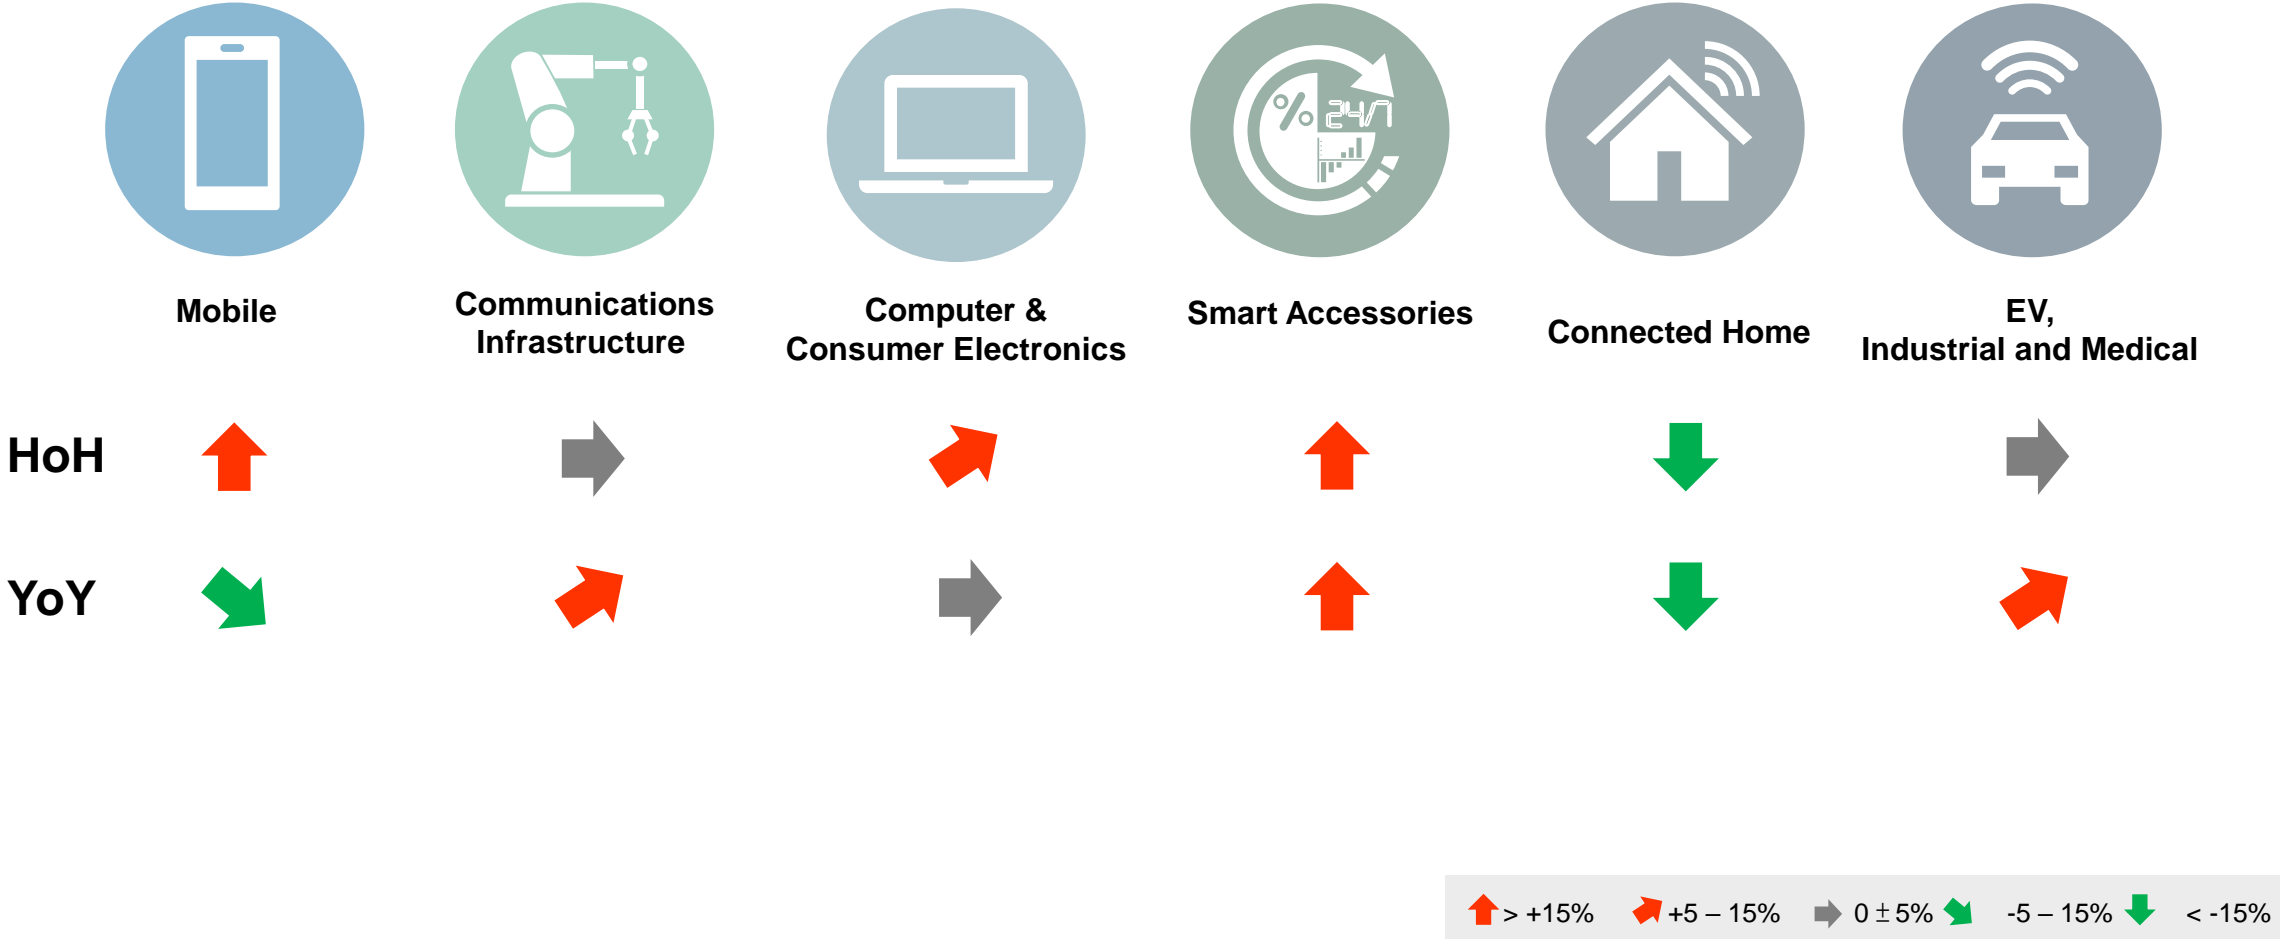 % 24/7
Mobile
Communications
Infrastructure
Computer &
Consumer Electronics
Smart Accessories
Connected Home
EV,
Industrial and Medical
HoH
YoY
> +15% +5 – 15% 0 ± 5% -5 – 15% < -15%